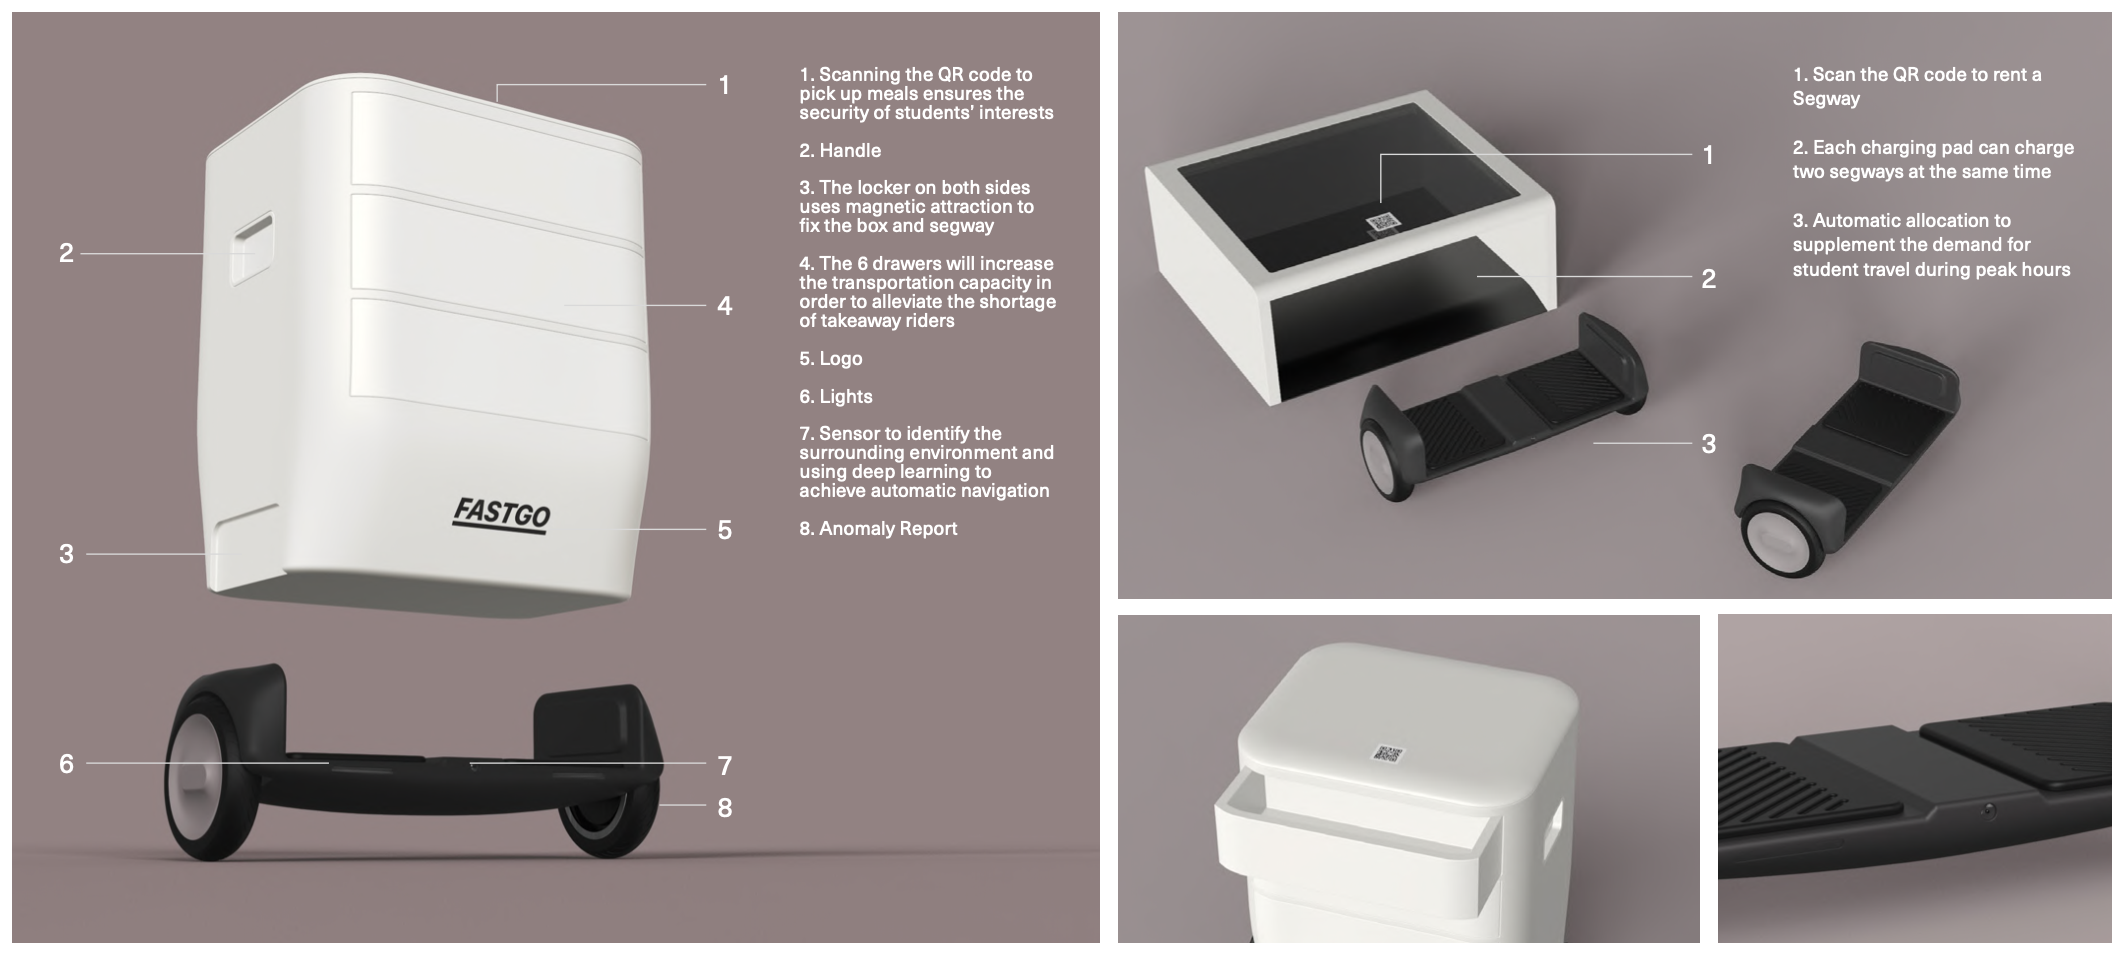 1
1. Scanning the QR code to
pick up meals ensures the
security of students' interests
2. Handle
3. The locker on both sides
uses magnetic attraction to
fix the box and segway
4. The 6 drawers will increase
the transportation capacity in
order to alleviate the shortage
of takeaway riders
5. Logo
6. Lights
7. Sensor to identify the
surrounding environment and
using deep learning to
achieve automatic navigation
8. Anomaly Report
2
4
FASTGO
5
3
6
7
8
1. Scan the QR code to rent a
Segway
2. Each charging pad can charge
two segways at the same time
3. Automatic allocation to
supplement the demand for
student travel during peak hours
1
2
3